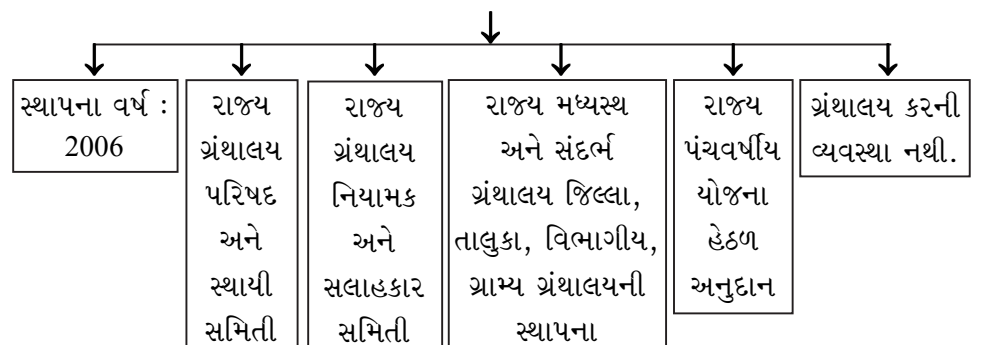 સ્થાપના વર્ષ :
2006
રાજ્ય
ગ્રંથાલય
પરિષદ
અને
સ્થાયી
સમિતી
રાજ્ય
ગ્રંથાલય
નિયામક
અને
સલાહકાર
સમિતી
રાજ્ય મધ્યસ્થ
અને સંદર્ભ
ગ્રંથાલય જિલ્લા,
તાલુકા, વિભાગીય,
ગ્રામ્ય ગ્રંથાલયની
સ્થાપના
રાજ્ય
પંચવર્ષીય
યોજના
હેઠળ
અનુદાન
ગ્રંથાલય કરની
વ્યવસ્થા નથી.